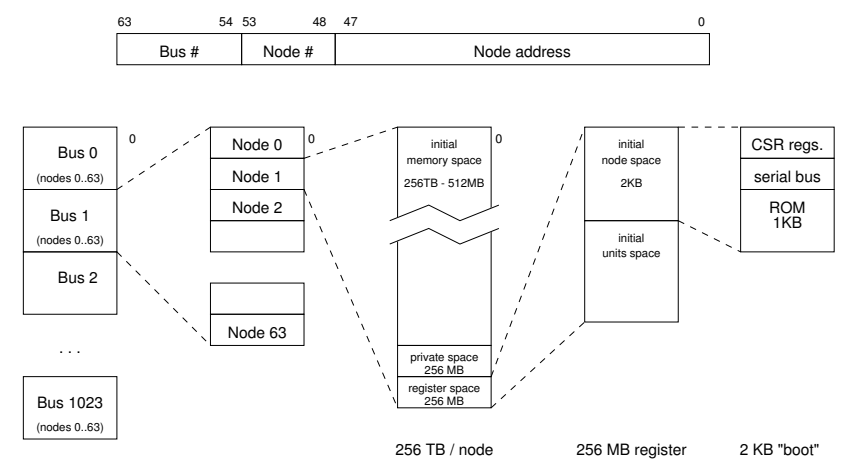 63 54 53 48 47 0
Bus # Node # Node address
Bus 0
(nodes 0..63)
Bus 1
(nodes 0..63)
Bus 2
. . .
Bus 1023
(nodes 0..63)
0
Node 0
Node 1
Node 2
Node 63
0
initial
memory space
256TB - 512MB
private space
256 MB
register space
256 MB
0
256 TB / node
initial
node space
2KB
initial
units space
256 MB register
CSR regs.
serial bus
ROM
1KB
2 KB "boot"